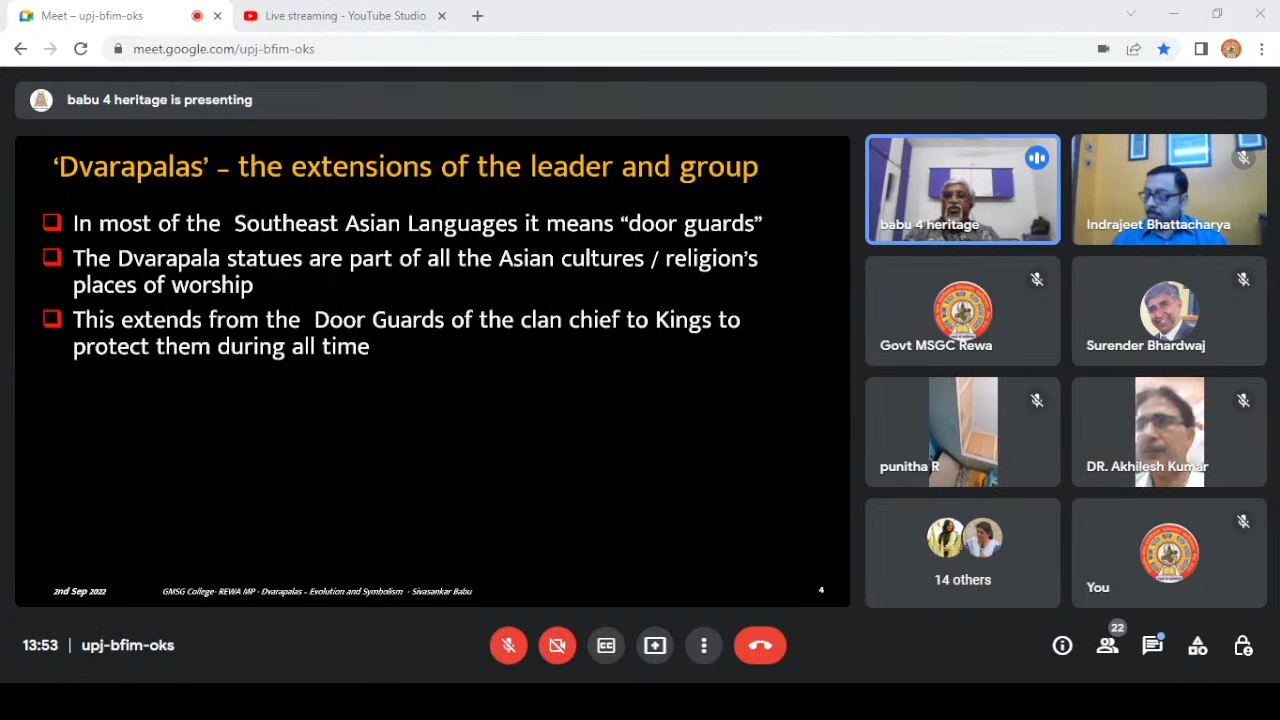 Meet – upj-bfim-oks
Live streaming - YouTube Studio
meet.google.com/upj-bfim-oks
babu 4 heritage is presenting
‘Dvarapalas’ – the extensions of the leader and group
In most of the Southeast Asian Languages it means “door guards”
The Dvarapala statues are part of all the Asian cultures / religion’s
places of worship
This extends from the Door Guards of the clan chief to Kings to
protect them during all time
2nd Sep 2022 GMSG College- REWA MP - Dvarapalas – Evolution and Symbolism - Sivasankar Babu 4
babu 4 heritage
Indrajeet Bhattacharya
Govt MSGC Rewa
Surender Bhardwaj
punitha R
DR. Akhilesh Kumar
14 others
You
13:53 | upj-bfim-oks
CC
22